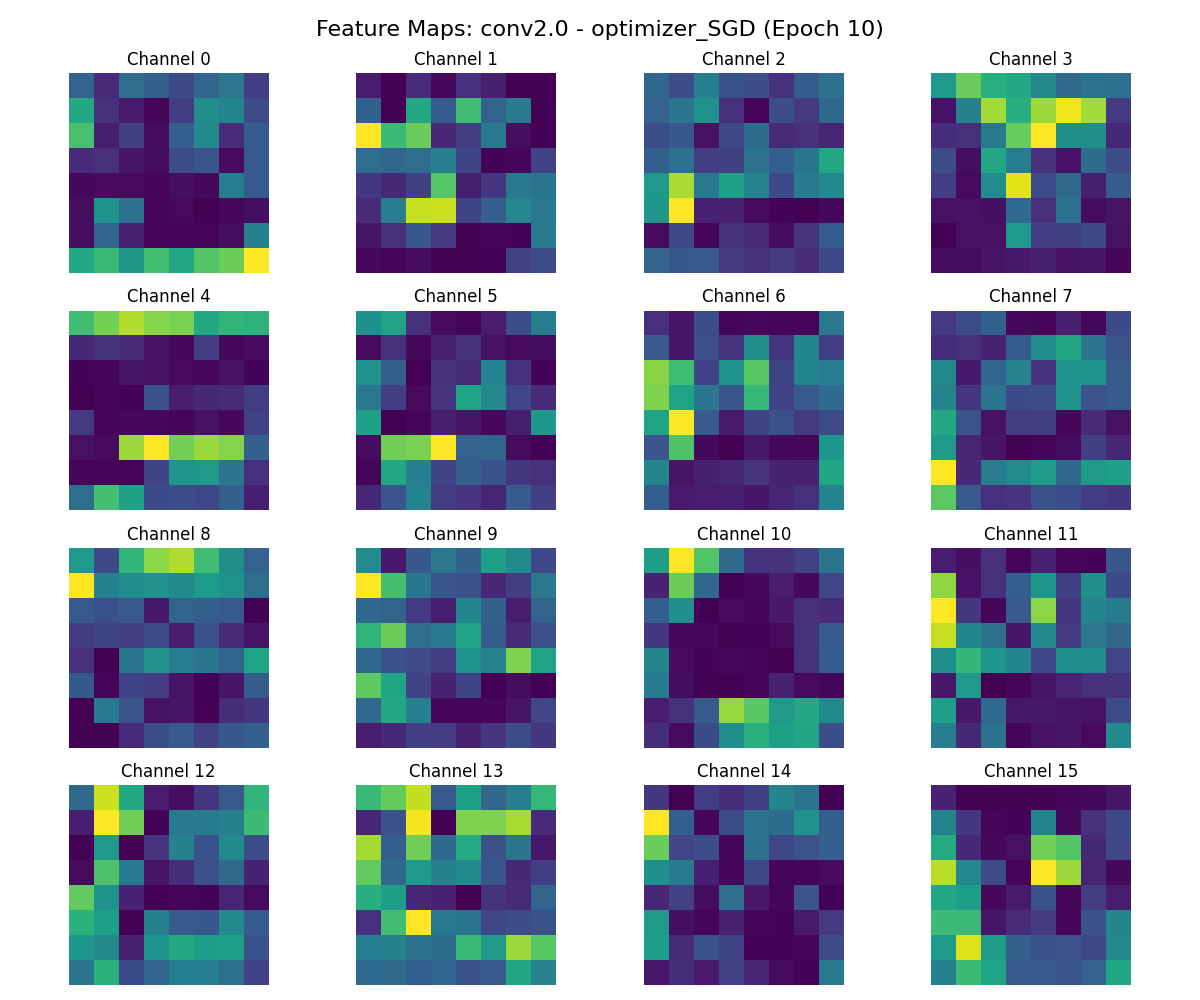 Feature Maps: conv2.0 - optimizer_SGD (Epoch 10)
Channel 0
Channel 1
Channel 2
Channel 3
Channel 4
Channel 5
Channel 6
Channel 7
Channel 8
Channel 9
Channel 10
Channel 11
Channel 12
Channel 13
Channel 14
Channel 15